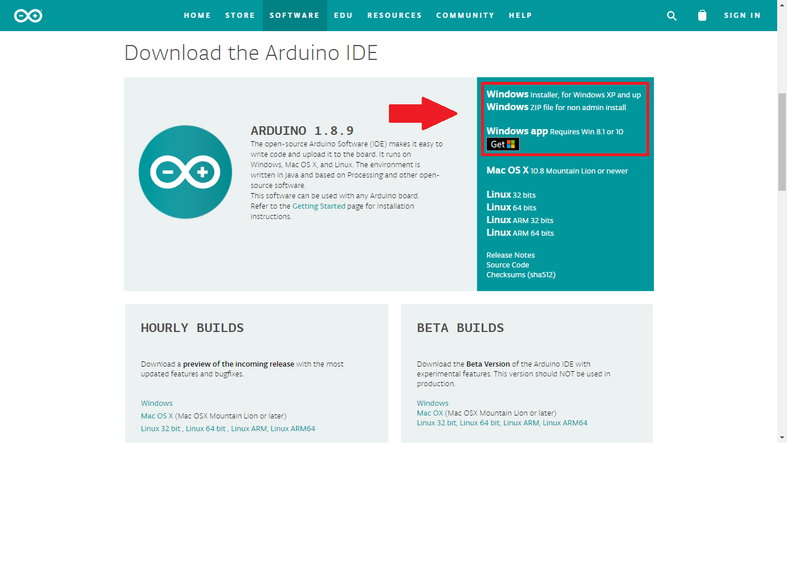 HOME STORE SOFTWARE EDU RESOURCES COMMUNITY HELP SIGN IN
Download the Arduino IDE
ARDUINO 1.8.9
The open-source Arduino Software (IDE) makes it easy to
write code and upload it to the board. It runs on
Windows, Mac OS X, and Linux. The environment is
written in Java and based on Processing and other open-
source software.
This software can be used with any Arduino board.
Refer to the Getting Started page for Installation
instructions.
Windows Installer, for Windows XP and up
Windows ZIP file for non admin install
Windows app Requires Win 8.1 or 10
Get
Mac OS X 10.8 Mountain Lion or newer
Linux 32 bits
Linux 64 bits
Linux ARM 32 bits
Linux ARM 64 bits
Release Notes
Source Code
Checksums (sha512)
HOURLY BUILDS
Download a preview of the incoming release with the most
updated features and bugfixes.
Windows
Mac OS X (Mac OSX Mountain Lion or later)
Linux 32 bit , Linux 64 bit , Linux ARM, Linux ARM64
BETA BUILDS
Download the Beta Version of the Arduino IDE with
experimental features. This version should NOT be used in
production.
Windows
Mac OX (Mac OSX Mountain Lion or later)
Linux 32 bit, Linux 64 bit, Linux ARM, Linux ARM64